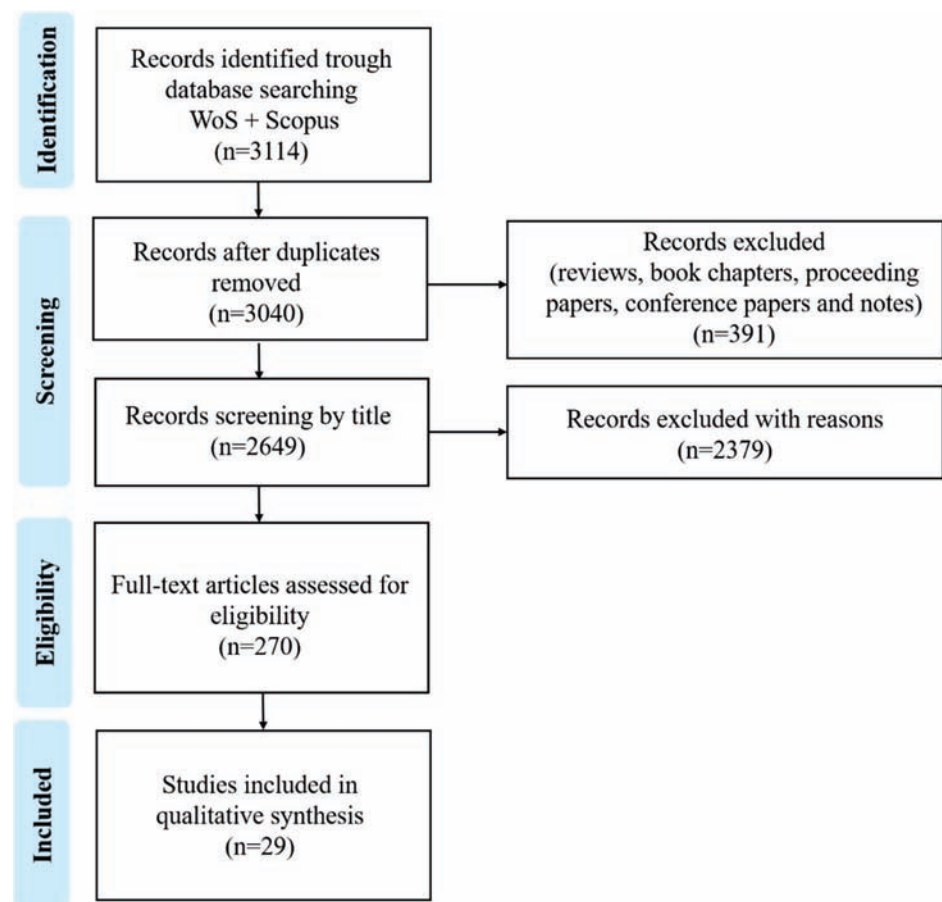 Identification
Records identified trough
database searching
WoS + Scopus
(n=3114)
Screening
Records after duplicates
removed
(n=3040)
Records excluded
(reviews, book chapters, proceeding
papers, conference papers and notes)
(n=391)
Records screening by title
(n=2649)
Records excluded with reasons
(n=2379)
Eligibility
Full-text articles assessed for
eligibility
(n=270)
Included
Studies included in
qualitative synthesis
(n=29)